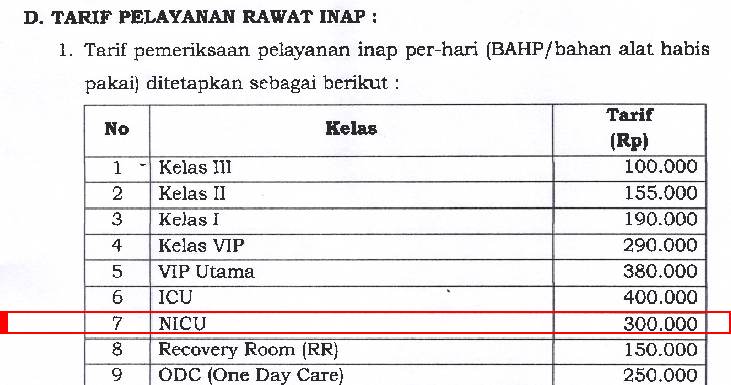 D. TARIF PELAYANAN RAWAT INAP :
1. Tarif pemeriksaan pelayanan inap per-hari (BAHP/bahan alat habis
pakai) ditetapkan sebagai berikut :
No Kelas Tarif (Rp)
1 Kelas III 100.000
2 Kelas II 155.000
3 Kelas I 190.000
4 Kelas VIP 290.000
5 VIP Utama 380.000
6 ICU 400.000
7 NICU 300.000
8 Recovery Room (RR) 150.000
9 ODC (One Day Care) 250.000